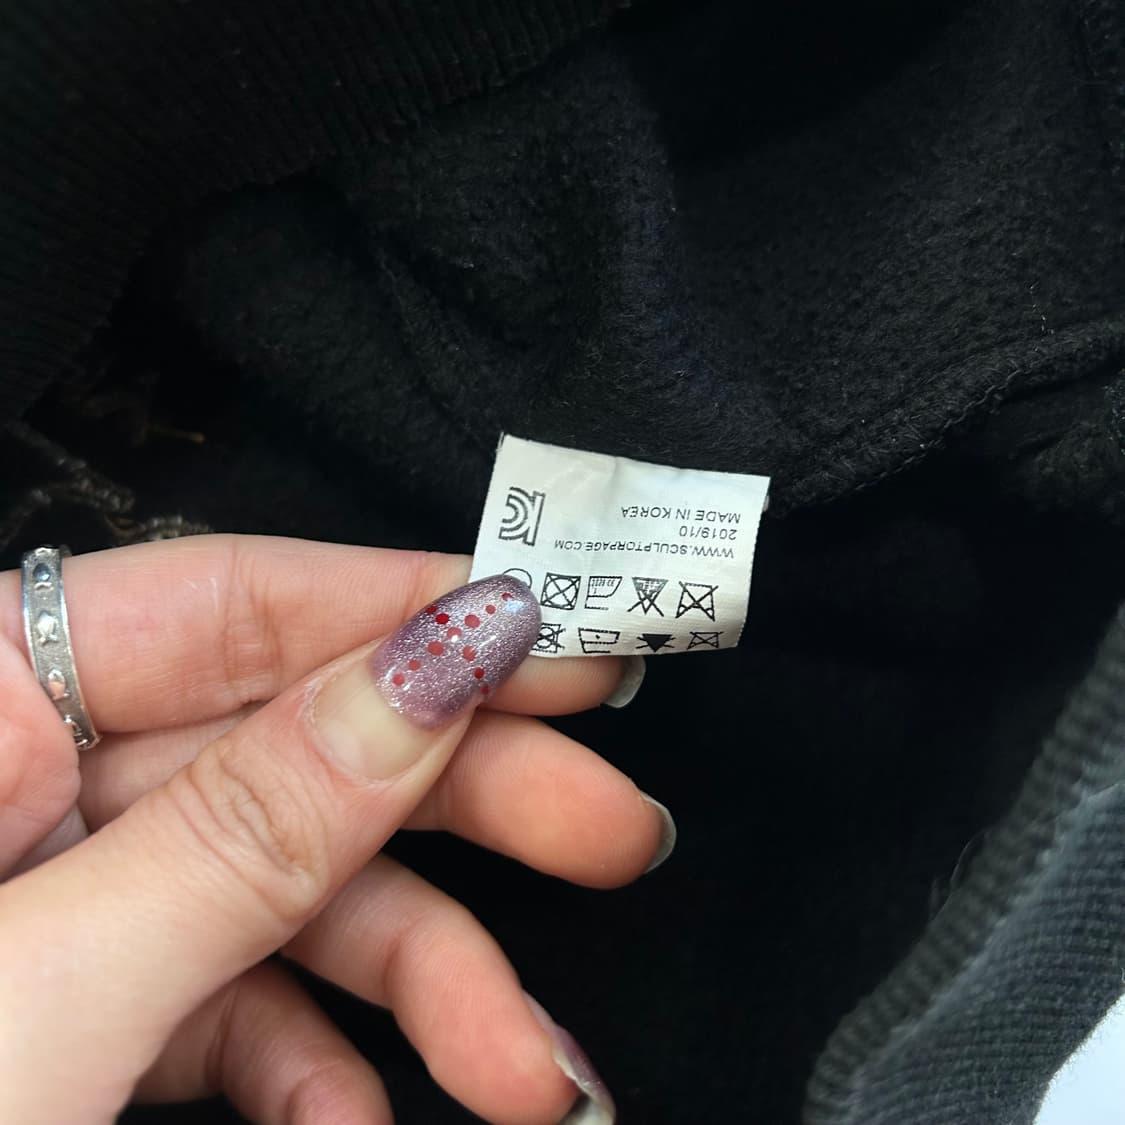 WWW.SCULPTORPAGE.COM
2019/10
MADE IN KOREA